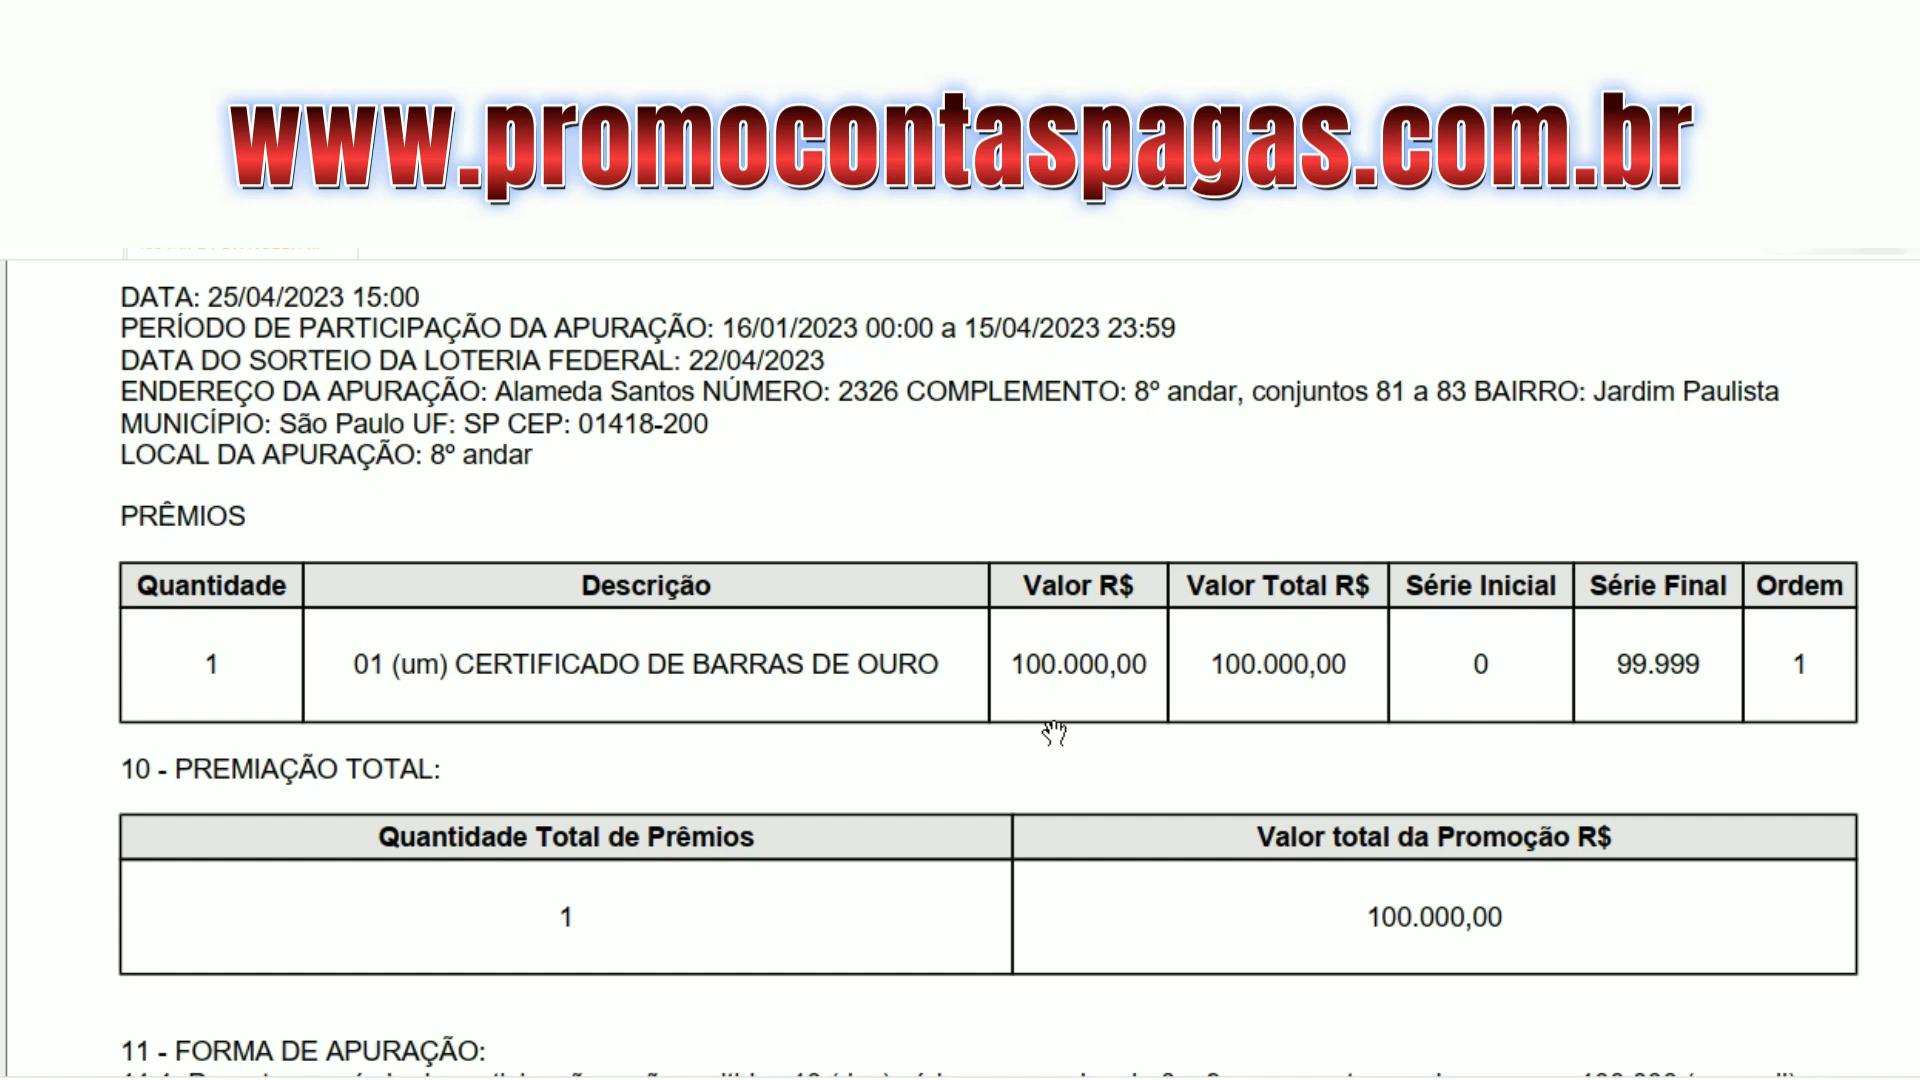 www.promocontaspagas.com.br
DATA: 25/04/2023 15:00
PERÍODO DE PARTICIPAÇÃO DA APURAÇÃO: 16/01/2023 00:00 a 15/04/2023 23:59
DATA DO SORTEIO DA LOTERIA FEDERAL: 22/04/2023
ENDEREÇO DA APURAÇÃO: Alameda Santos NÚMERO: 2326 COMPLEMENTO: 8º andar, conjuntos 81 a 83 BAIRRO: Jardim Paulista
MUNICÍPIO: São Paulo UF: SP CEP: 01418-200
LOCAL DA APURAÇÃO: 8º andar
PRÊMIOS
Quantidade Descrição Valor R$ Valor Total R$ Série Inicial Série Final Ordem
1 01 (um) CERTIFICADO DE BARRAS DE OURO 100.000,00 100.000,00 0 99.999 1
10 - PREMIAÇÃO TOTAL:
Quantidade Total de Prêmios Valor total da Promoção R$
1 100.000,00
11 - FORMA DE APURAÇÃO: